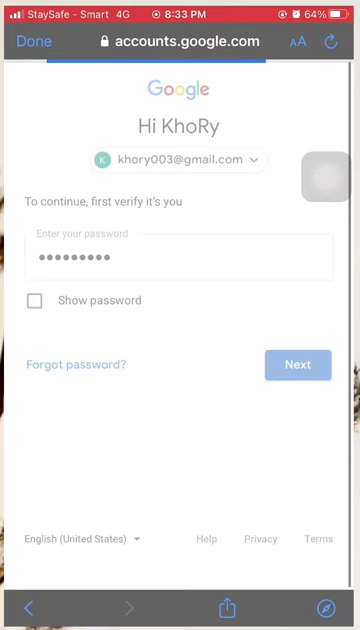 StaySafe - Smart 4G 8:33 PM 64%
Done accounts.google.com AA
Google
Hi KhoRy
K khory003@gmail.com
To continue, first verify it's you
Enter your password
•••••••••
Show password
Forgot password? Next
English (United States) Help Privacy Terms